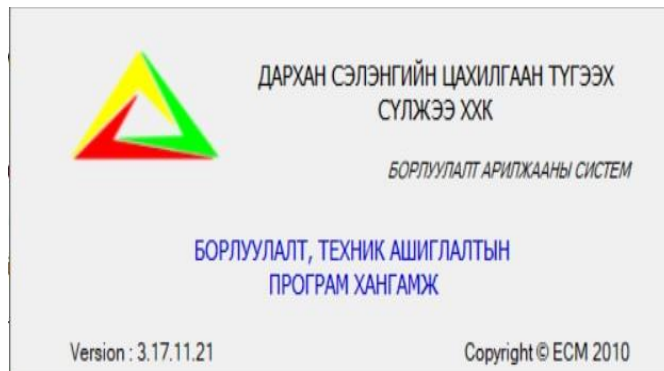 ДАРХАН СЭЛЭНГИЙН ЦАХИЛГААН ТҮГЭЭХ
СҮЛЖЭЭ ХХК
БОРЛУУЛАЛТ АРИЛЖААНЫ СИСТЕМ
БОРЛУУЛАЛТ, ТЕХНИК АШИГЛАЛТЫН
ПРОГРАМ ХАНГАМЖ
Version : 3.17.11.21
Copyright © ECM 2010